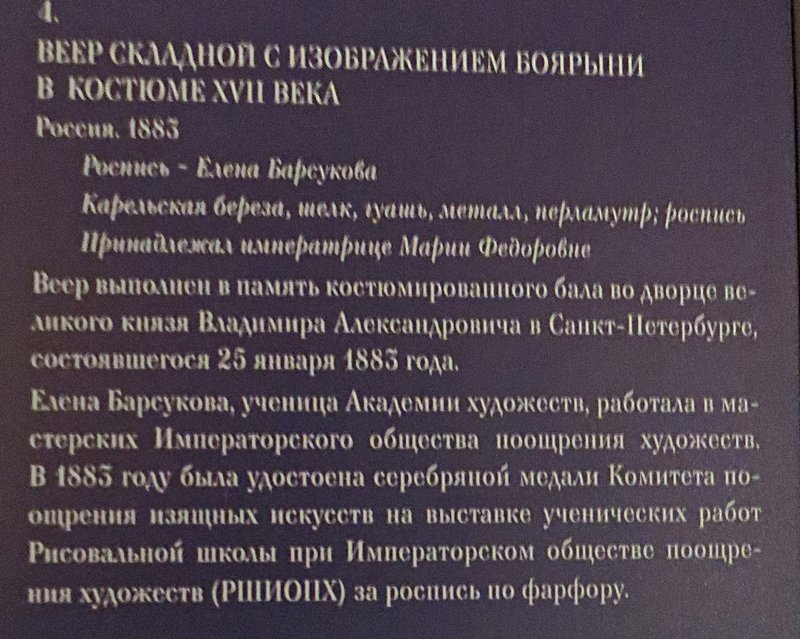 4.
ВЕЕР СКЛАДНОЙ С ИЗОБРАЖЕНИЕМ БОЯРЫНИ
В КОСТЮМЕ XVII ВЕКА
Россия. 1883
Роспись - Елена Барсукова
Карельская береза, шелк, гуашь, металл, перламутр; роспись
Принадлежал императрице Марии Федоровне
Веер выполнен в память костюмированного бала во дворце ве-
ликого князя Владимира Александровича в Санкт-Петербурге,
состоявшегося 25 января 1883 года.
Елена Барсукова, ученица Академии художеств, работала в ма-
стерских Императорского общества поощрения художеств.
В 1883 году была удостоена серебряной медали Комитета по-
ощрения изящных искусств на выставке ученических работ
Рисовальной школы при Императорском обществе поощре-
ния художеств (РШИОПХ) за роспись по фарфору.